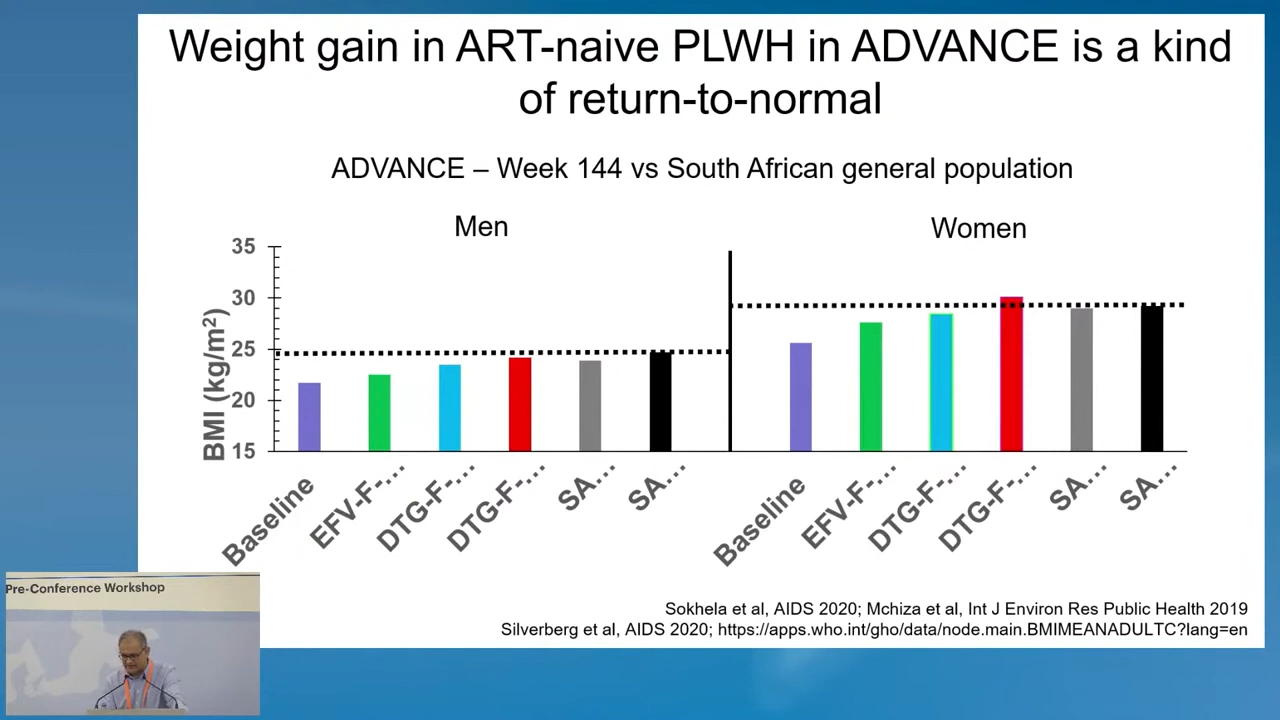 Weight gain in ART-naive PLWH in ADVANCE is a kind
of return-to-normal
ADVANCE – Week 144 vs South African general population
Men
Women
BMI (kg/m²)
35
30
25
20
15
Baseline
EFV-F-...
DTG-F-...
DTG-F-...
SA...
SA...
Baseline
EFV-F-...
DTG-F-...
DTG-F-...
SA...
SA...
Sokhela et al, AIDS 2020; Mchiza et al, Int J Environ Res Public Health 2019
Silverberg et al, AIDS 2020; https://apps.who.int/gho/data/node.main.BMIMEANADULTC?lang=en
Pre-Conference Workshop